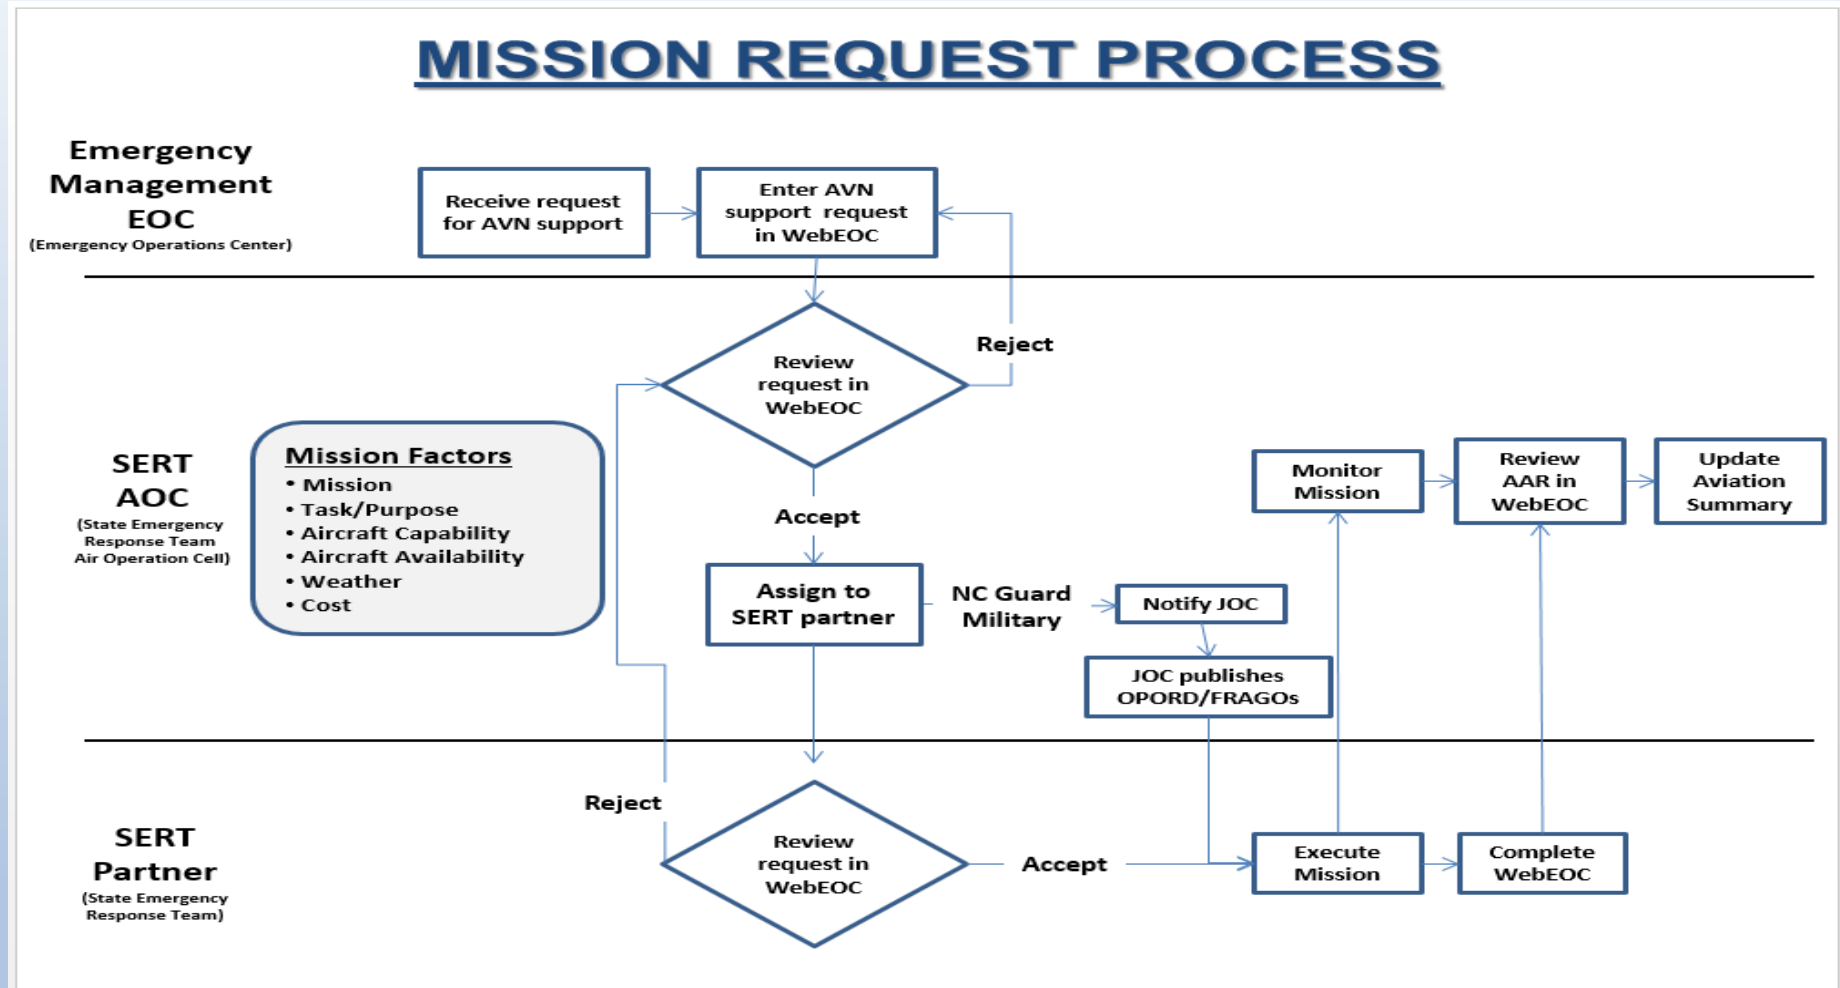 MISSION REQUEST PROCESS
Emergency
Management
EOC
(Emergency Operations Center)
Receive request
for AVN support
Enter AVN
support request
in WebEOC
Review
request in
WebEOC
Reject
SERT
AOC
(State Emergency
Response Team
Air Operation Cell)
Mission Factors
• Mission
• Task/Purpose
• Aircraft Capability
• Aircraft Availability
• Weather
• Cost
Accept
Assign to
SERT partner
NC Guard
Military
Notify JOC
JOC publishes
OPORD/FRAGOs
Monitor
Mission
Review
AAR in
WebEOC
Update
Aviation
Summary
SERT
Partner
(State Emergency
Response Team)
Reject
Review
request in
WebEOC
Accept
Execute
Mission
Complete
WebEOC